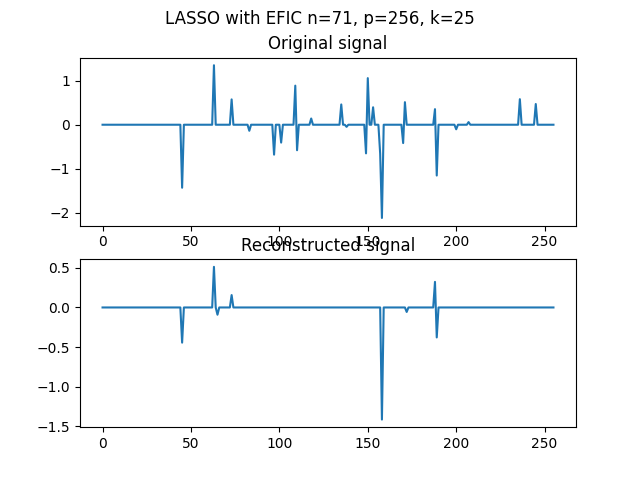 LASSO with EFIC n=71, p=256, k=25
Original signal
1
0
−1
−2
0 50 100 150 200 250
Reconstructed signal
0.5
0.0
−0.5
−1.0
−1.5
0 50 100 150 200 250